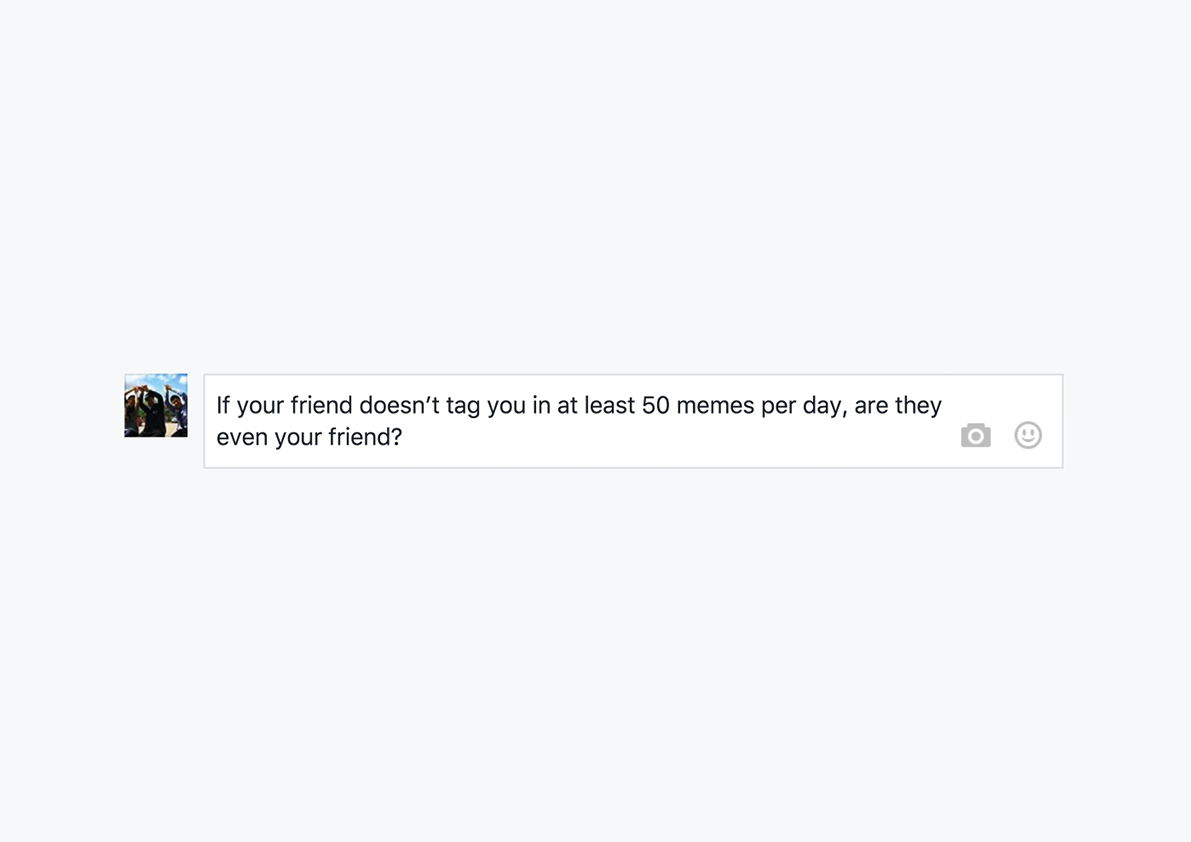 If your friend doesn’t tag you in at least 50 memes per day, are they
even your friend?